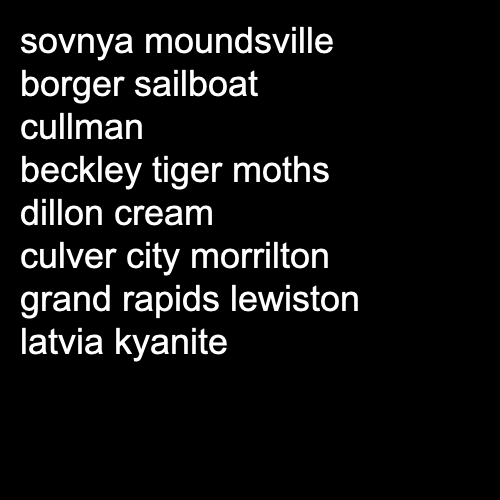 sovnya moundsville
borger sailboat
cullman
beckley tiger moths
dillon cream
culver city morrilton
grand rapids lewiston
latvia kyanite